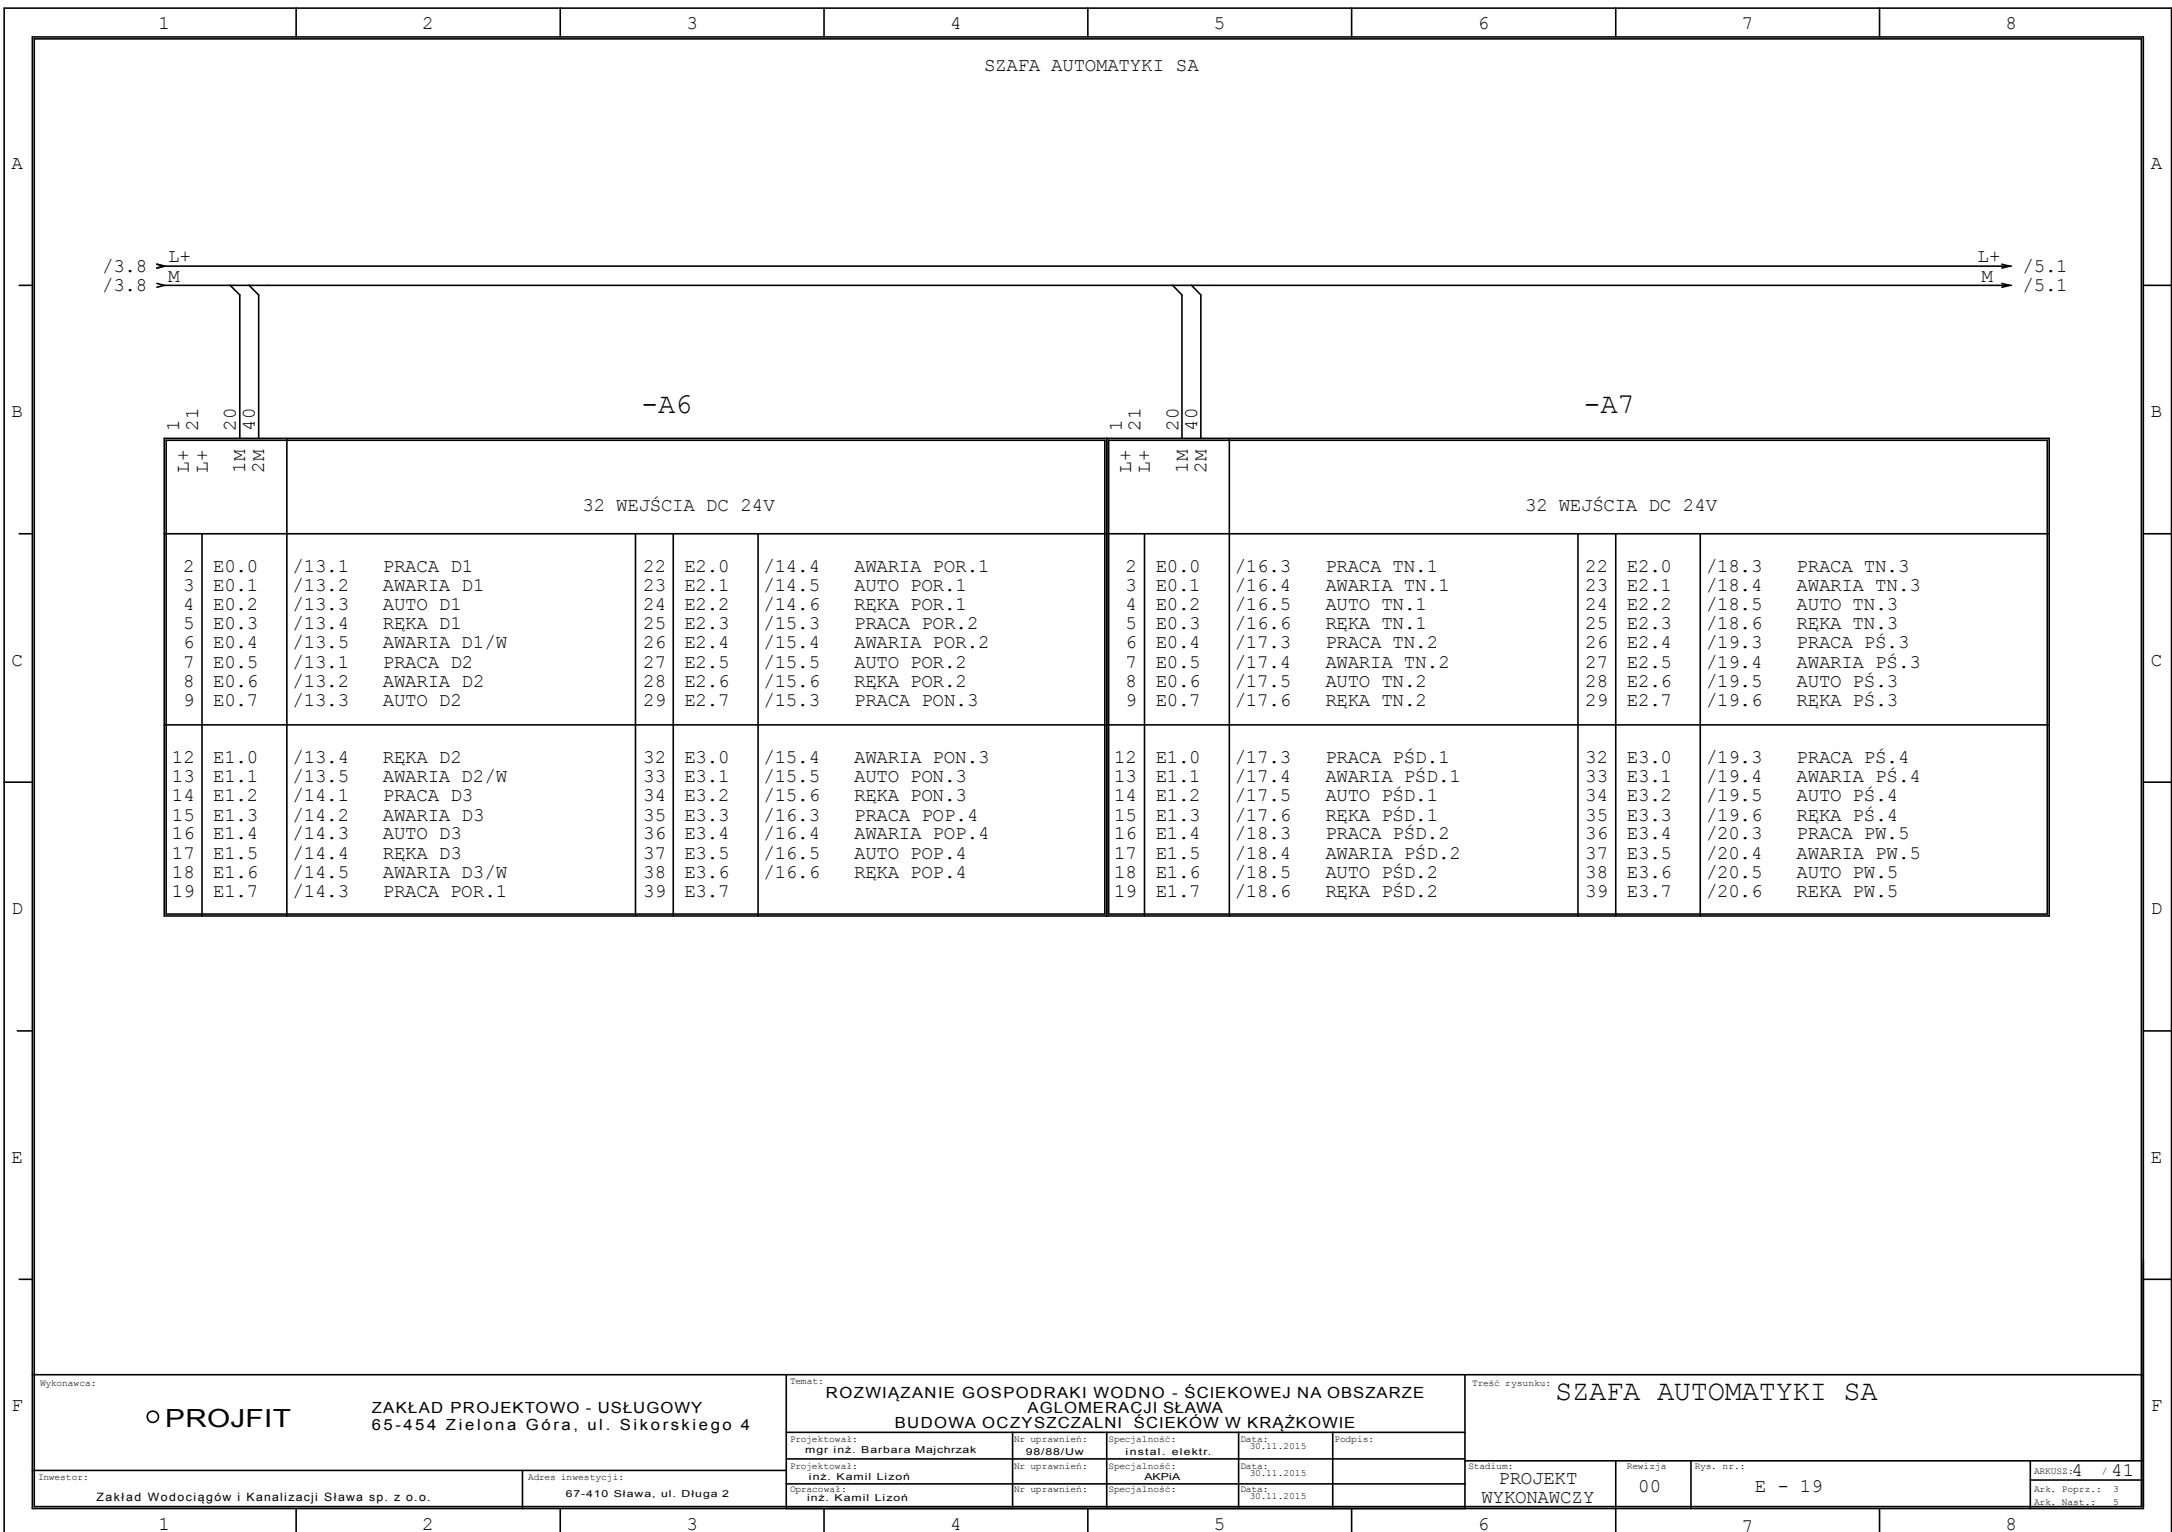 1 2 3 4 5 6 7 8
SZAFA AUTOMATYKI SA
A A
/3.8 L+ L+ /5.1
/3.8 M M /5.1
B B
-A6 -A7
1 21 20 40 1 21 20 40
L+ L+ 1M 2M L+ L+ 1M 2M
32 WEJŚCIA DC 24V 32 WEJŚCIA DC 24V
2 E0.0 /13.1 PRACA D1 22 E2.0 /14.4 AWARIA POR.1 2 E0.0 /16.3 PRACA TN.1 22 E2.0 /18.3 PRACA TN.3
3 E0.1 /13.2 AWARIA D1 23 E2.1 /14.5 AUTO POR.1 3 E0.1 /16.4 AWARIA TN.1 23 E2.1 /18.4 AWARIA TN.3
4 E0.2 /13.3 AUTO D1 24 E2.2 /14.6 RĘKA POR.1 4 E0.2 /16.5 AUTO TN.1 24 E2.2 /18.5 AUTO TN.3
5 E0.3 /13.4 RĘKA D1 25 E2.3 /15.3 PRACA POR.2 5 E0.3 /16.6 RĘKA TN.1 25 E2.3 /18.6 RĘKA TN.3
6 E0.4 /13.5 AWARIA D1/W 26 E2.4 /15.4 AWARIA POR.2 6 E0.4 /17.3 PRACA TN.2 26 E2.4 /19.3 PRACA PŚ.3
C C
7 E0.5 /13.1 PRACA D2 27 E2.5 /15.5 AUTO POR.2 7 E0.5 /17.4 AWARIA TN.2 27 E2.5 /19.4 AWARIA PŚ.3
8 E0.6 /13.2 AWARIA D2 28 E2.6 /15.6 RĘKA POR.2 8 E0.6 /17.5 AUTO TN.2 28 E2.6 /19.5 AUTO PŚ.3
9 E0.7 /13.3 AUTO D2 29 E2.7 /15.3 PRACA PON.3 9 E0.7 /17.6 RĘKA TN.2 29 E2.7 /19.6 RĘKA PŚ.3
12 E1.0 /13.4 RĘKA D2 32 E3.0 /15.4 AWARIA PON.3 12 E1.0 /17.3 PRACA PŚD.1 32 E3.0 /19.3 PRACA PŚ.4
13 E1.1 /13.5 AWARIA D2/W 33 E3.1 /15.5 AUTO PON.3 13 E1.1 /17.4 AWARIA PŚD.1 33 E3.1 /19.4 AWARIA PŚ.4
14 E1.2 /14.1 PRACA D3 34 E3.2 /15.6 RĘKA PON.3 14 E1.2 /17.5 AUTO PŚD.1 34 E3.2 /19.5 AUTO PŚ.4
15 E1.3 /14.2 AWARIA D3 35 E3.3 /16.3 PRACA POP.4 15 E1.3 /17.6 RĘKA PŚD.1 35 E3.3 /19.6 RĘKA PŚ.4
16 E1.4 /14.3 AUTO D3 36 E3.4 /16.4 AWARIA POP.4 16 E1.4 /18.3 PRACA PŚD.2 36 E3.4 /20.3 PRACA PW.5
17 E1.5 /14.4 RĘKA D3 37 E3.5 /16.5 AUTO POP.4 17 E1.5 /18.4 AWARIA PŚD.2 37 E3.5 /20.4 AWARIA PW.5
18 E1.6 /14.5 AWARIA D3/W 38 E3.6 /16.6 RĘKA POP.4 18 E1.6 /18.5 AUTO PŚD.2 38 E3.6 /20.5 AUTO PW.5
19 E1.7 /14.3 PRACA POR.1 39 E3.7 19 E1.7 /18.6 RĘKA PŚD.2 39 E3.7 /20.6 RĘKA PW.5
D D
E E
F F
Wykonawca:
PROJFIT
ZAKŁAD PROJEKTOWO - USŁUGOWY
65-454 Zielona Góra, ul. Sikorskiego 4
Inwestor:
Zakład Wodociągów i Kanalizacji Sława sp. z o.o.
Adres inwestycji:
67-410 Sława, ul. Długa 2
Temat:
ROZWIĄZANIE GOSPODRAKI WODNO - ŚCIEKOWEJ NA OBSZARZE
AGLOMERACJI SŁAWA
BUDOWA OCZYSZCZALNI ŚCIEKÓW W KRĄŻKOWIE
Projektował: Nr uprawnień: Specjalność: Data: Podpis:
mgr inż. Barbara Majchrzak 98/88/Uw instal. elektr. 30.11.2015
Projektował: Nr uprawnień: Specjalność: Data:
inż. Kamil Lizoń AKPiA 30.11.2015
Opracował: Nr uprawnień: Specjalność: Data:
inż. Kamil Lizoń 30.11.2015
Treść rysunku: SZAFA AUTOMATYKI SA
Stadium:
PROJEKT
WYKONAWCZY
Rewizja
00
Rys. nr.:
E - 19
ARKUSZ:4 / 41
Ark. Poprz.: 3
Ark. Nast.: 5
1 2 3 4 5 6 7 8